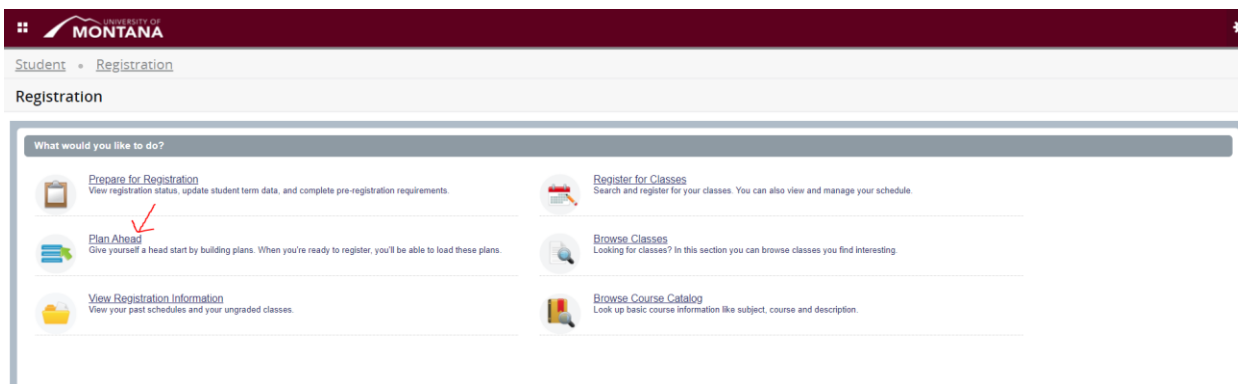 UNIVERSITY OF
MONTANA
Student • Registration
Registration
What would you like to do?
Prepare for Registration
View registration status, update student term data, and complete pre-registration requirements.
Register for Classes
Search and register for your classes. You can also view and manage your schedule.
Plan Ahead
Give yourself a head start by building plans. When you're ready to register, you'll be able to load these plans.
Browse Classes
Looking for classes? In this section you can browse classes you find interesting.
View Registration Information
View your past schedules and your ungraded classes.
Browse Course Catalog
Look up basic course information like subject, course and description.